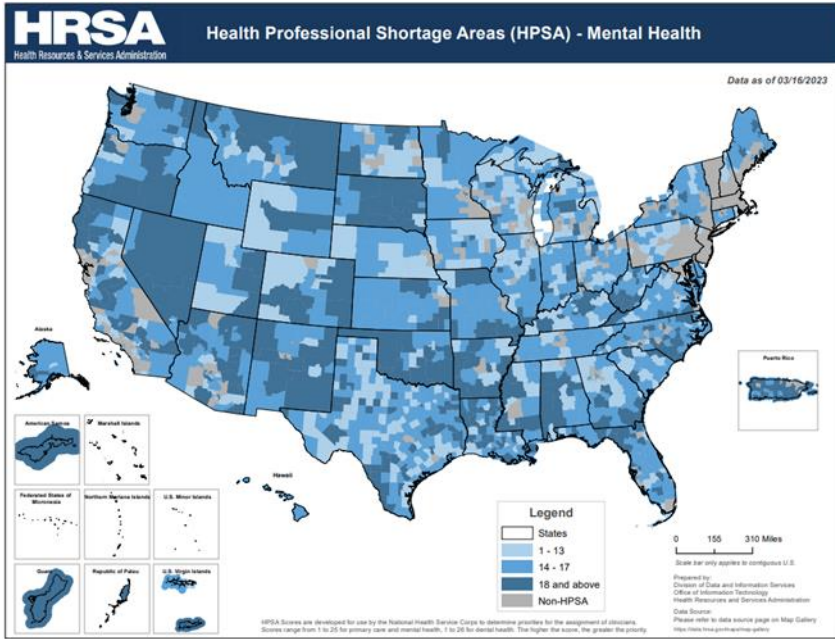 HRSA
Health Resources & Services Administration
Health Professional Shortage Areas (HPSA) - Mental Health
Data as of 03/16/2023
Alaska
Puerto Rico
American Samoa
Marshall Islands
Hawaii
Federated States of
Micronesia
Northern Mariana Islands
U.S. Minor Islands
Guam
Republic of Palau
U.S. Virgin Islands
Legend
States
1 - 13
14 - 17
18 and above
Non-HPSA
0 155 310 Miles
Scale bar only applies to contiguous U.S.
Prepared by:
Division of Data and Information Services
Office of Information Technology
Health Resources and Services Administration
Data Source:
Please refer to data source page on Map Gallery
HPSA Scores are developed for use by the National Health Service Corps to determine priorities for the assignment of clinicians.
Scores range from 1 to 25 for primary care and mental health, 1 to 26 for dental health. The higher the score, the greater the priority.